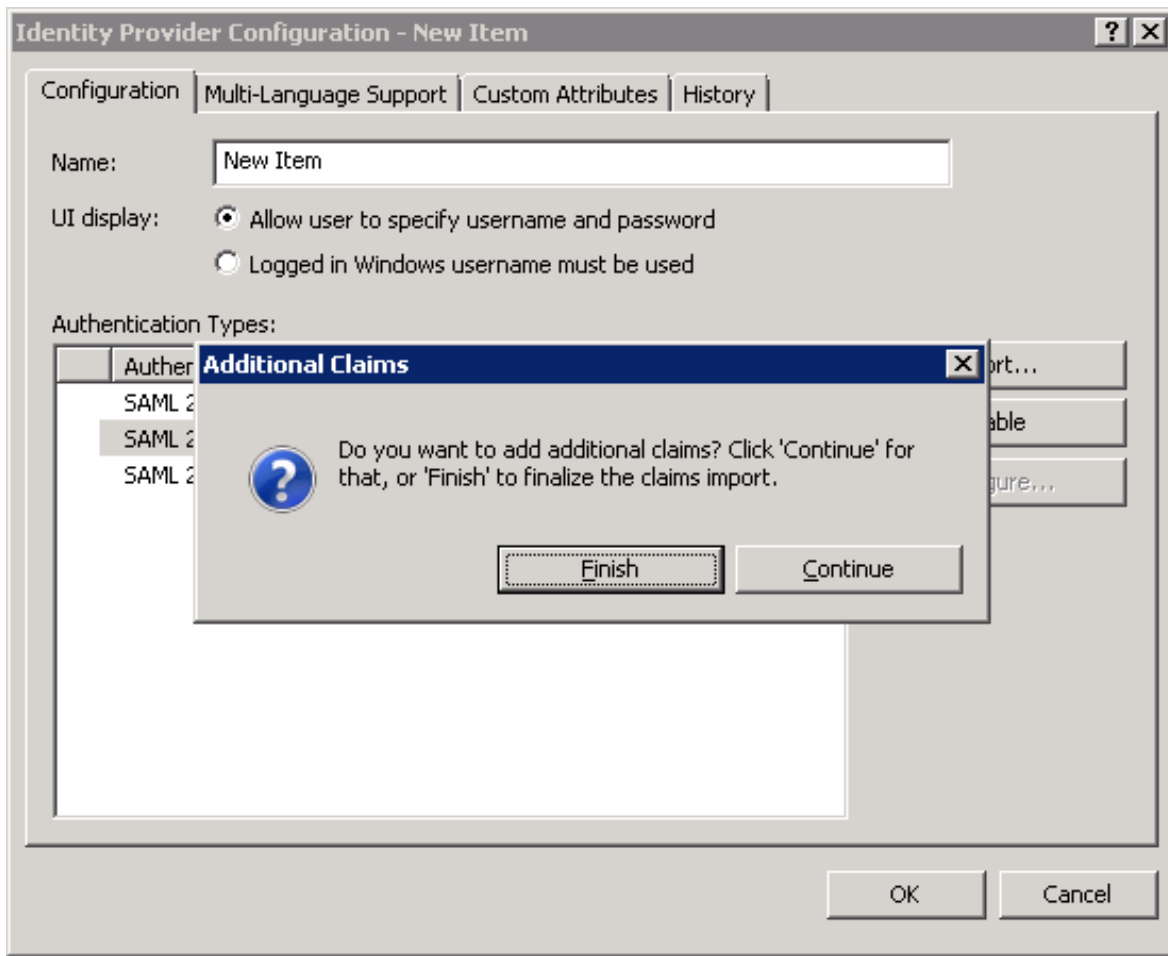 Identity Provider Configuration - New Item
Configuration
Multi-Language Support
Custom Attributes
History
Name:
New Item
UI display:
Allow user to specify username and password
Logged in Windows username must be used
Authentication Types:
SAML
SAML
SAML
Additional Claims
Do you want to add additional claims? Click 'Continue' for
that, or 'Finish' to finalize the claims import.
Finish
Continue
OK
Cancel